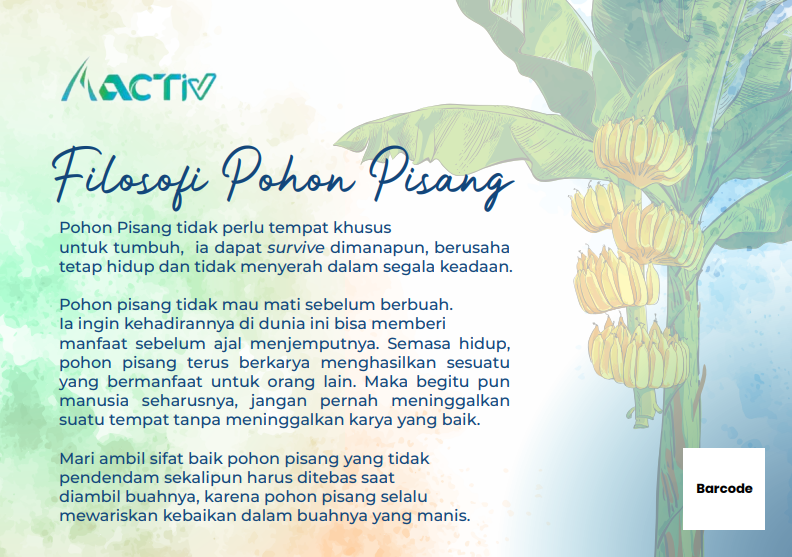 AACTiV
Filosofi Pohon Pisang
Pohon Pisang tidak perlu tempat khusus
untuk tumbuh, ia dapat survive dimanapun, berusaha
tetap hidup dan tidak menyerah dalam segala keadaan.
Pohon pisang tidak mau mati sebelum berbuah.
Ia ingin kehadirannya di dunia ini bisa memberi
manfaat sebelum ajal menjemputnya. Semasa hidup,
pohon pisang terus berkarya menghasilkan sesuatu
yang bermanfaat untuk orang lain. Maka begitu pun
manusia seharusnya, jangan pernah meninggalkan
suatu tempat tanpa meninggalkan karya yang baik.
Mari ambil sifat baik pohon pisang yang tidak
pendendam sekalipun harus ditebas saat
diambil buahnya, karena pohon pisang selalu
mewariskan kebaikan dalam buahnya yang manis.
Barcode